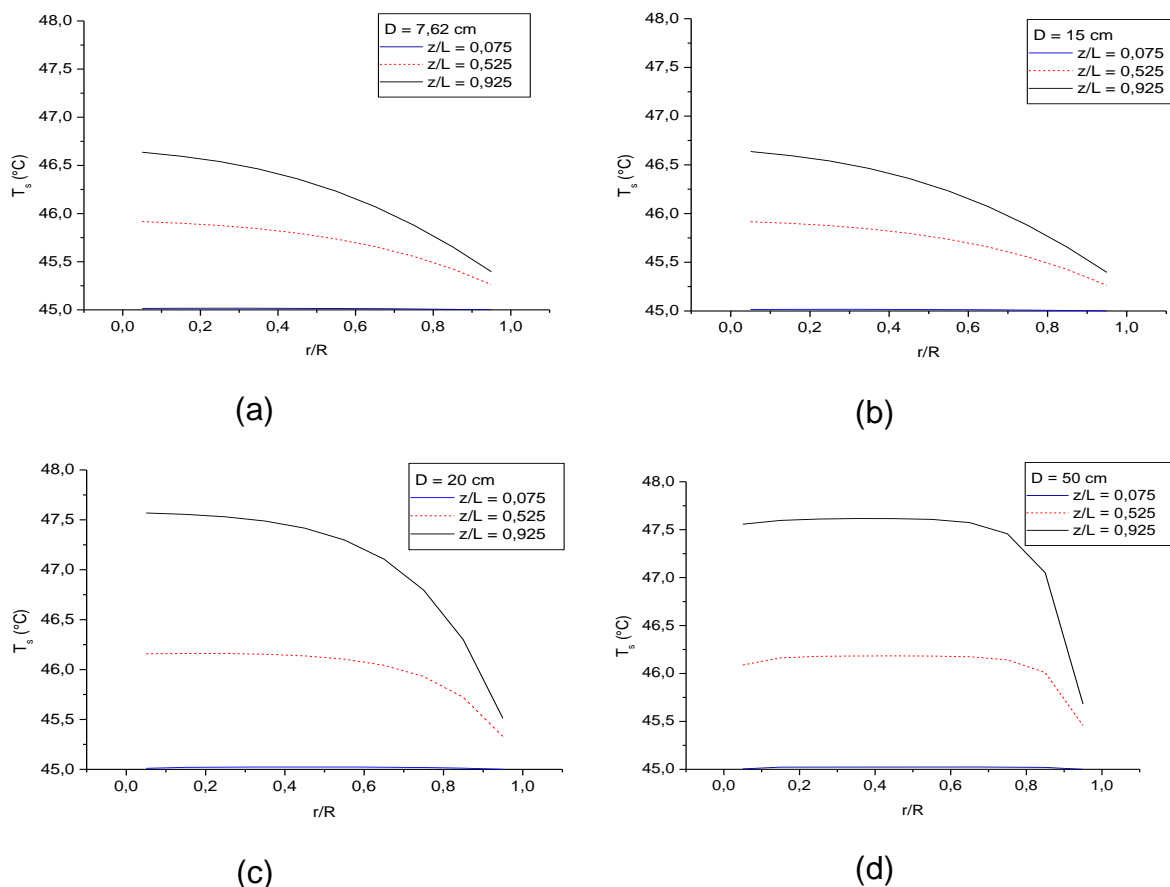 (a)
48,0
47,5
47,0
46,5
46,0
45,5
45,0
T_s (°C)
0,0 0,2 0,4 0,6 0,8 1,0
r/R
D = 7,62 cm
z/L = 0,075
z/L = 0,525
z/L = 0,925
(b)
48,0
47,5
47,0
46,5
46,0
45,5
45,0
T_s (°C)
0,0 0,2 0,4 0,6 0,8 1,0
r/R
D = 15 cm
z/L = 0,075
z/L = 0,525
z/L = 0,925
(a)
(b)
48,0
47,5
47,0
46,5
46,0
45,5
45,0
T_s (°C)
0,0 0,2 0,4 0,6 0,8 1,0
r/R
D = 20 cm
z/L = 0,075
z/L = 0,525
z/L = 0,925
(c)
48,0
47,5
47,0
46,5
46,0
45,5
45,0
T_s (°C)
0,0 0,2 0,4 0,6 0,8 1,0
r/R
D = 50 cm
z/L = 0,075
z/L = 0,525
z/L = 0,925
(d)